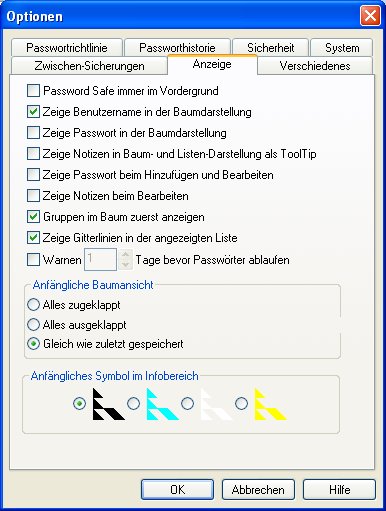 Optionen
Passwortrichtlinie Passworthistorie Sicherheit System
Zwischen-Sicherungen Anzeige Verschiedenes
Password Safe immer im Vordergrund
Zeige Benutzername in der Baumdarstellung
Zeige Passwort in der Baumdarstellung
Zeige Notizen in Baum- und Listen-Darstellung als ToolTip
Zeige Passwort beim Hinzufügen und Bearbeiten
Zeige Notizen beim Bearbeiten
Gruppen im Baum zuerst anzeigen
Zeige Gitterlinien in der angezeigten Liste
Warnen 1 Tage bevor Passwörter ablaufen
Anfängliche Baumansicht
Alles zugeklappt
Alles ausgeklappt
Gleich wie zuletzt gespeichert
Anfängliches Symbol im Infobereich
OK Abbrechen Hilfe